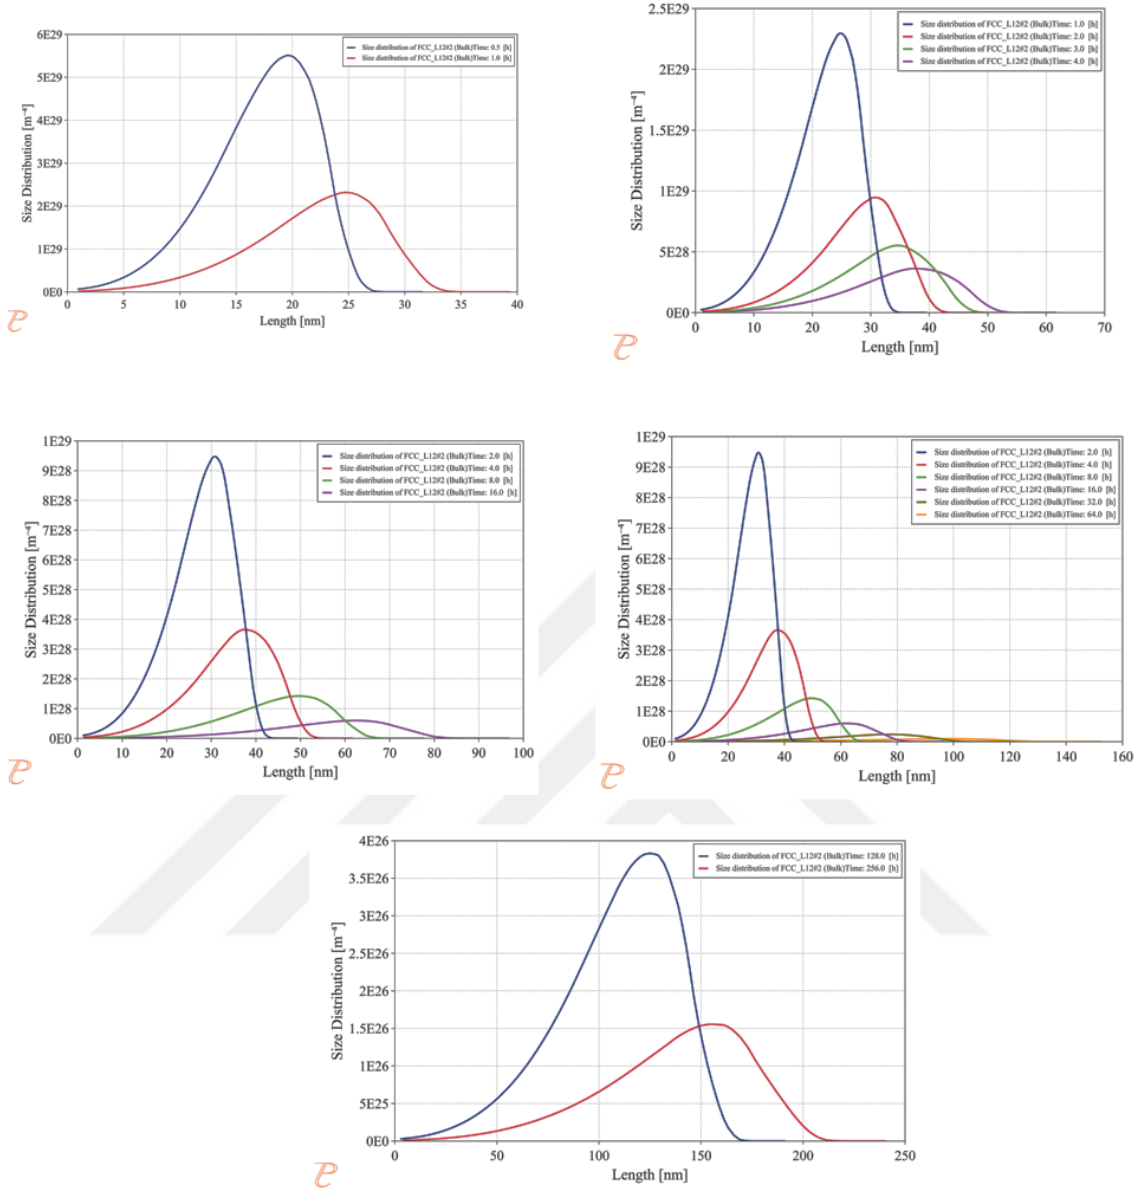 6E29
5E29
4E29
3E29
2E29
1E29
0E0
Size Distribution [m⁻⁴]
Size distribution of FCC_L12#2 (Bulk)Time: 0.5 [h]
Size distribution of FCC_L12#2 (Bulk)Time: 1.0 [h]
0 5 10 15 20 25 30 35 40
Length [nm]
2.5E29
2E29
1.5E29
1E29
5E28
0E0
Size Distribution [m⁻⁴]
Size distribution of FCC_L12#2 (Bulk)Time: 1.0 [h]
Size distribution of FCC_L12#2 (Bulk)Time: 2.0 [h]
Size distribution of FCC_L12#2 (Bulk)Time: 3.0 [h]
Size distribution of FCC_L12#2 (Bulk)Time: 4.0 [h]
0 10 20 30 40 50 60 70
Length [nm]
1E29
9E28
8E28
7E28
6E28
5E28
4E28
3E28
2E28
1E28
0E0
Size Distribution [m⁻⁴]
Size distribution of FCC_L12#2 (Bulk)Time: 2.0 [h]
Size distribution of FCC_L12#2 (Bulk)Time: 4.0 [h]
Size distribution of FCC_L12#2 (Bulk)Time: 8.0 [h]
Size distribution of FCC_L12#2 (Bulk)Time: 16.0 [h]
0 10 20 30 40 50 60 70 80 90 100
Length [nm]
1E29
9E28
8E28
7E28
6E28
5E28
4E28
3E28
2E28
1E28
0E0
Size Distribution [m⁻⁴]
Size distribution of FCC_L12#2 (Bulk)Time: 2.0 [h]
Size distribution of FCC_L12#2 (Bulk)Time: 4.0 [h]
Size distribution of FCC_L12#2 (Bulk)Time: 8.0 [h]
Size distribution of FCC_L12#2 (Bulk)Time: 16.0 [h]
Size distribution of FCC_L12#2 (Bulk)Time: 32.0 [h]
Size distribution of FCC_L12#2 (Bulk)Time: 64.0 [h]
0 20 40 60 80 100 120 140 160
Length [nm]
4E26
3.5E26
3E26
2.5E26
2E26
1.5E26
1E26
5E25
0E0
Size Distribution [m⁻⁴]
Size distribution of FCC_L12#2 (Bulk)Time: 128.0 [h]
Size distribution of FCC_L12#2 (Bulk)Time: 256.0 [h]
0 50 100 150 200 250
Length [nm]